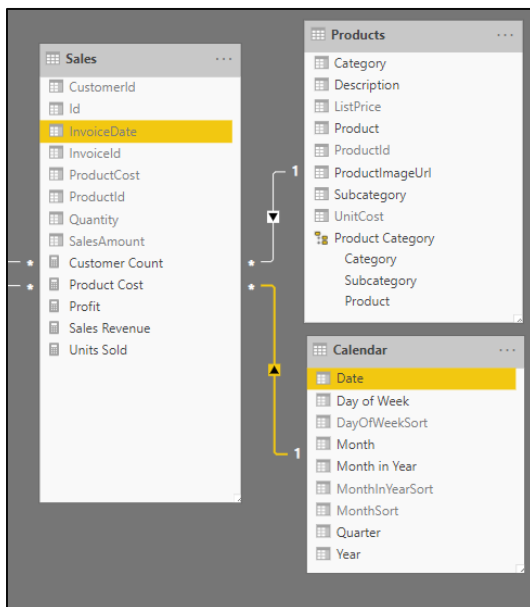 Sales
CustomerId
Id
InvoiceDate
InvoiceId
ProductCost
ProductId
Quantity
SalesAmount
* Customer Count *
* Product Cost *
Profit
Sales Revenue
Units Sold
Products
Category
Description
ListPrice
Product
ProductId
1 ProductImageUrl
Subcategory
UnitCost
Product Category
Category
Subcategory
Product
Calendar
Date
Day of Week
DayOfWeekSort
Month
1 Month in Year
MonthInYearSort
MonthSort
Quarter
Year